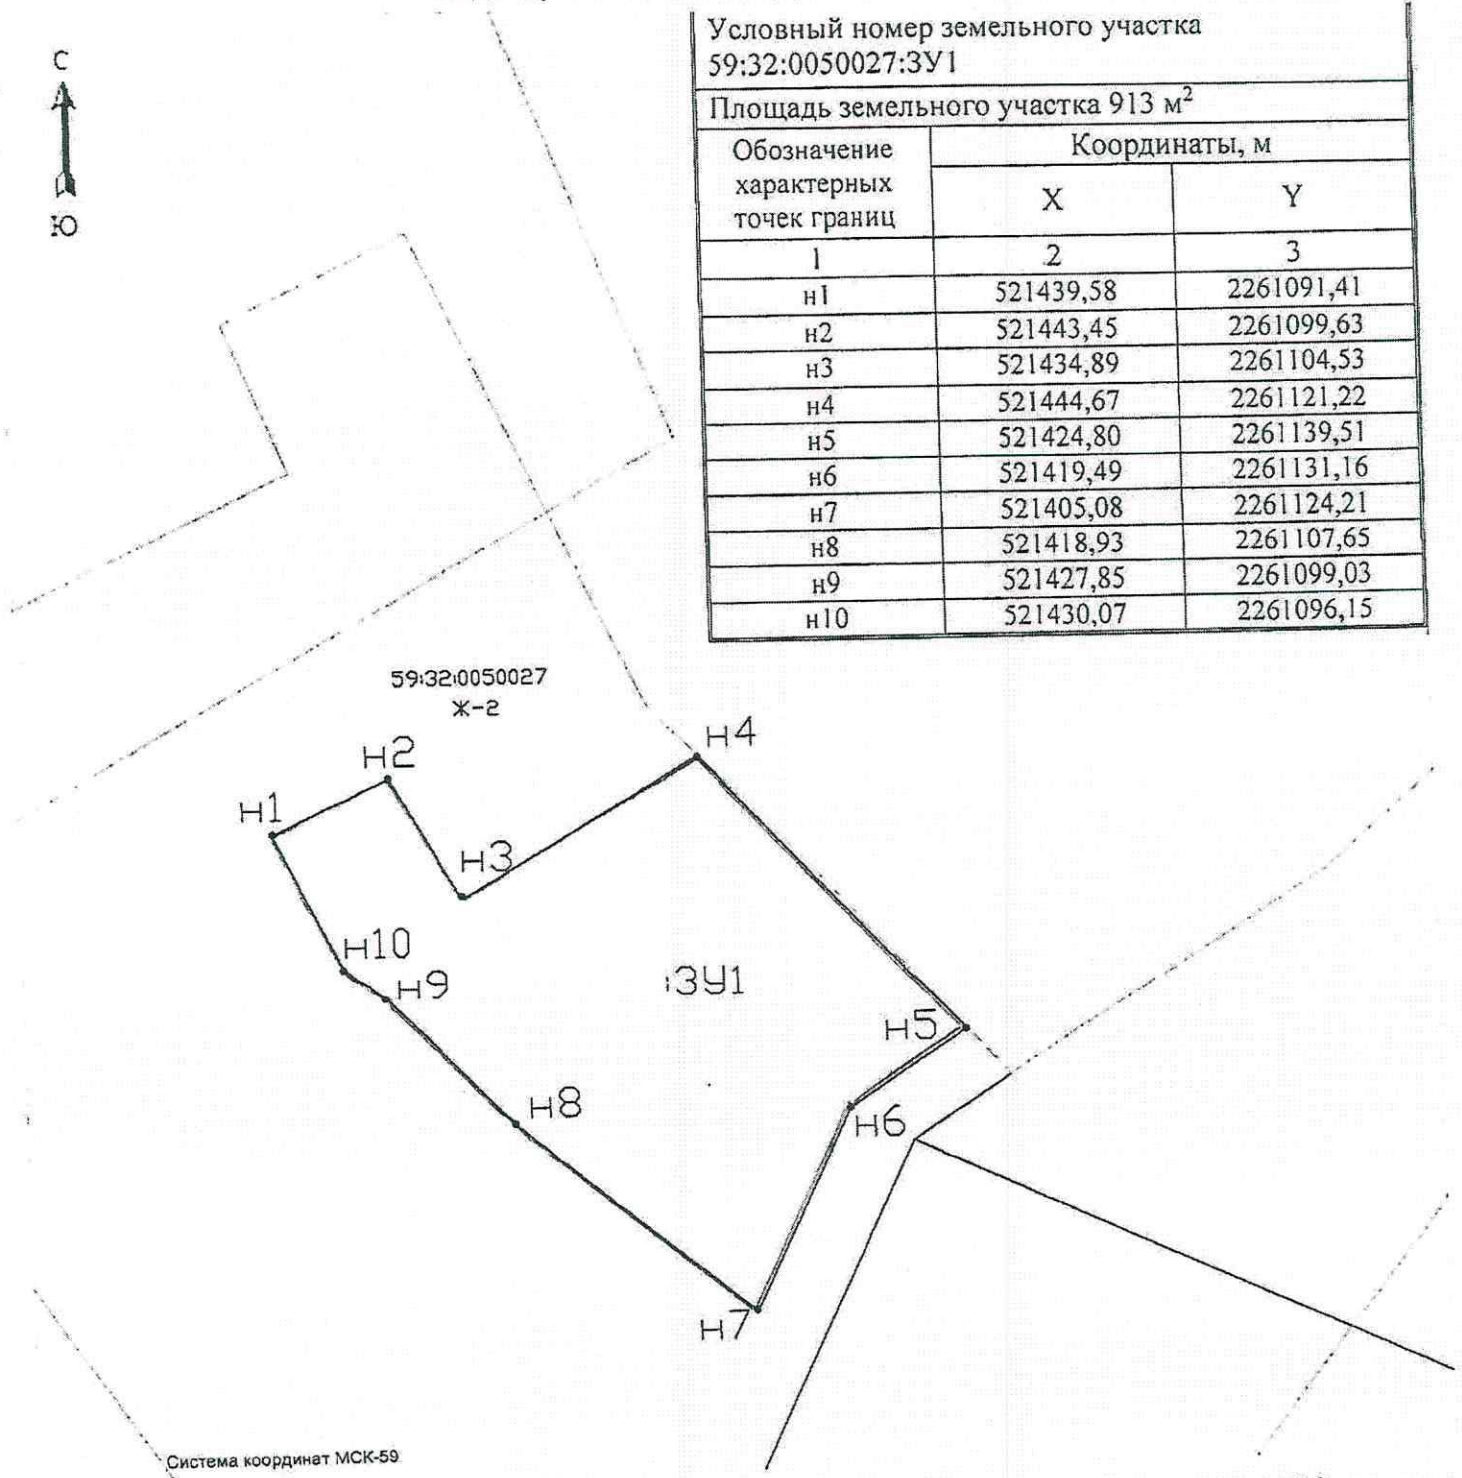 С
Ю
Условный номер земельного участка
59:32:0050027:ЗУ1
Площадь земельного участка 913 м²
Обозначение характерных точек границ
Координаты, м
X Y
1 2 3
н1 521439,58 2261091,41
н2 521443,45 2261099,63
н3 521434,89 2261104,53
н4 521444,67 2261121,22
н5 521424,80 2261139,51
н6 521419,49 2261131,16
н7 521405,08 2261124,21
н8 521418,93 2261107,65
н9 521427,85 2261099,03
н10 521430,07 2261096,15
59:32:0050027
Ж-2
н4
н2
н1
н3
н10
н9
:ЗУ1
н5
н8
н6
н7
Система координат МСК-59